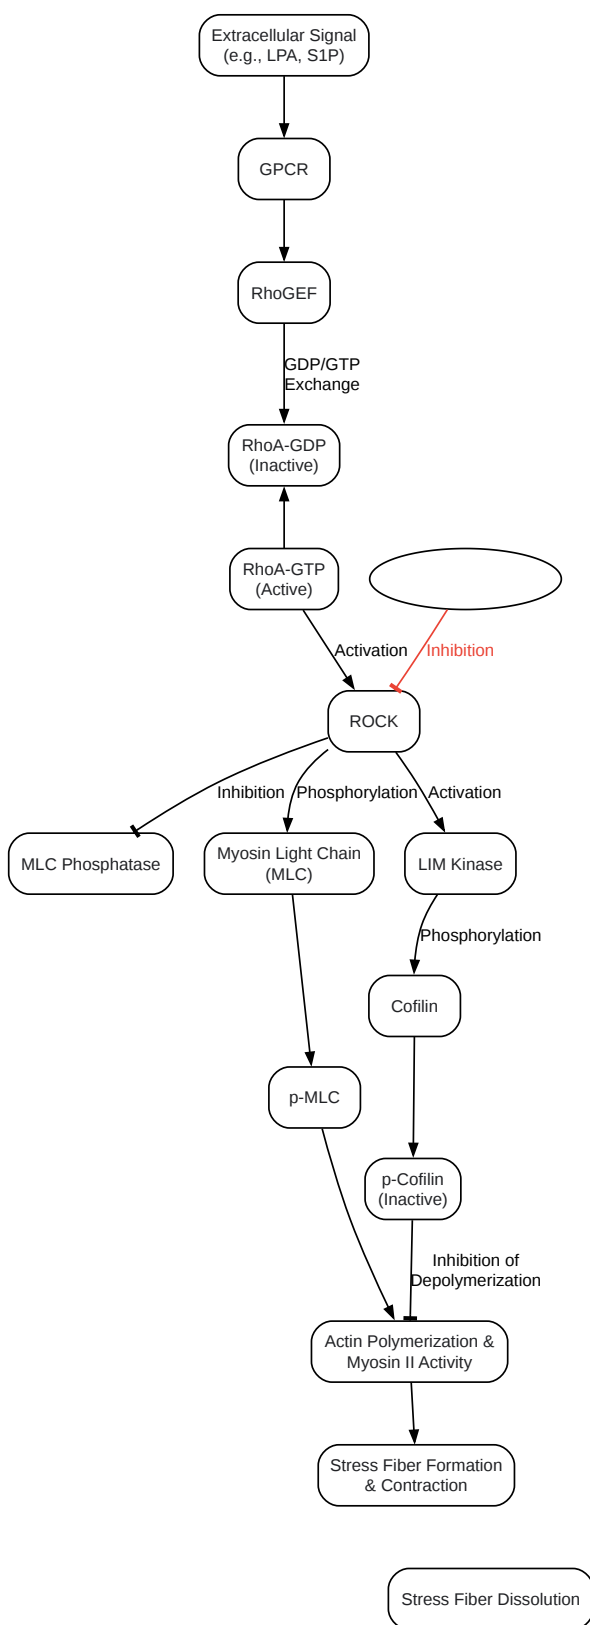 Extracellular Signal
(e.g., LPA, S1P)
GPCR
RhoGEF
GDP/GTP
Exchange
RhoA-GDP
(Inactive)
RhoA-GTP
(Active)
Activation
Inhibition
ROCK
Inhibition
Phosphorylation
Activation
MLC Phosphatase
Myosin Light Chain
(MLC)
LIM Kinase
Phosphorylation
Cofilin
p-MLC
p-Cofilin
(Inactive)
Inhibition of
Depolymerization
Actin Polymerization &
Myosin II Activity
Stress Fiber Formation
& Contraction
Stress Fiber Dissolution